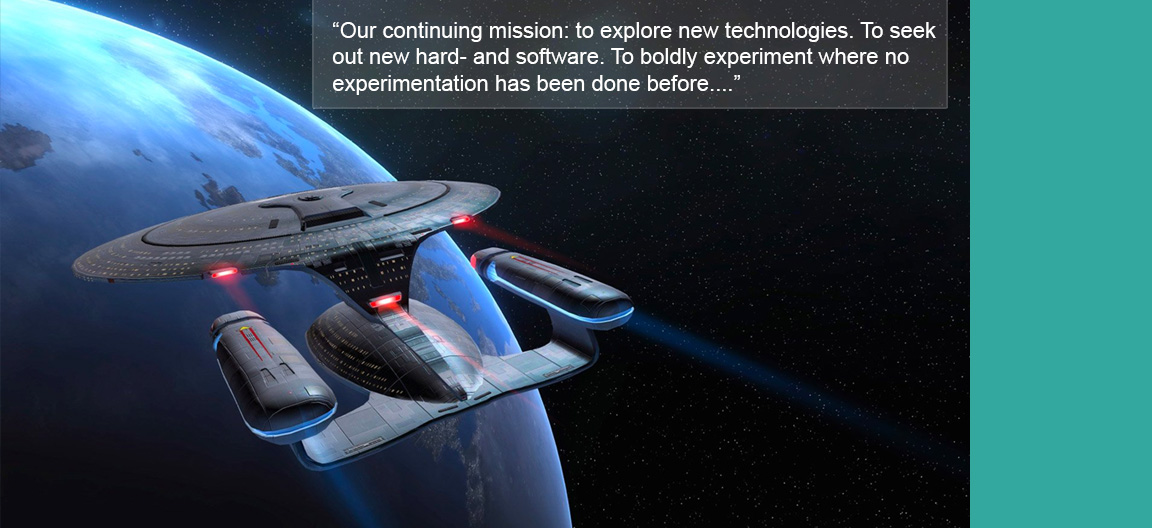 “Our continuing mission: to explore new technologies. To seek
out new hard- and software. To boldly experiment where no
experimentation has been done before....”